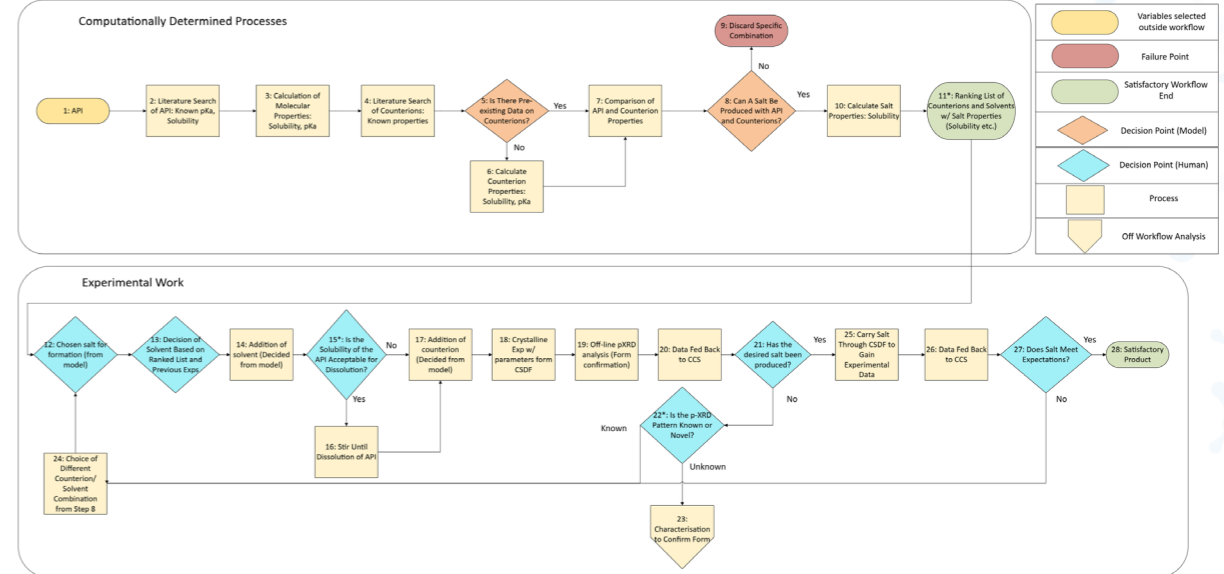 Computationally Determined Processes
1: API
2: Literature Search
of API: Known pKa,
Solubility
3: Calculation of
Molecular
Properties:
Solubility, pKa
4: Literature Search
of Counterions:
Known properties
5: Is There Pre-
existing Data on
Counterions?
Yes
No
6: Calculate
Counterion
Properties:
Solubility, pKa
7: Comparison of
API and Counterion
Properties
8: Can A Salt Be
Produced with API
and Counterions?
No
9: Discard Specific
Combination
Yes
10: Calculate Salt
Properties: Solubility
11*: Ranking List of
Counterions and Solvents
w/ Salt Properties
(Solubility etc.)
Variables selected
outside workflow
Failure Point
Satisfactory Workflow
End
Decision Point (Model)
Decision Point (Human)
Process
Off Workflow Analysis
Experimental Work
12: Chosen salt for
formation (from
model)
13: Decision of
Solvent Based on
Ranked List and
Previous Exps
14: Addition of
solvent (Decided
from model)
15*: Is the
Solubility of the
API Acceptable for
Dissolution?
No
Yes
16: Stir Until
Dissolution of API
17: Addition of
counterion (Decided
from model)
18: Crystalline
Exp w/
parameters form
CSDF
19: Off-line pXRD
analysis (Form
confirmation)
20: Data Fed Back
to CCS
21: Has the
desired salt been
produced?
Yes
No
22*: Is the p-XRD
Pattern Known or
Novel?
Known
Unknown
23:
Characterisation
to Confirm Form
24: Choice of
Different
Counterion/
Solvent
Combination
from Step 8
25: Carry Salt
Through CSDF to
Gain
Experimental
Data
26: Data Fed Back
to CCS
27: Does Salt Meet
Expectations?
Yes
No
28: Satisfactory
Product